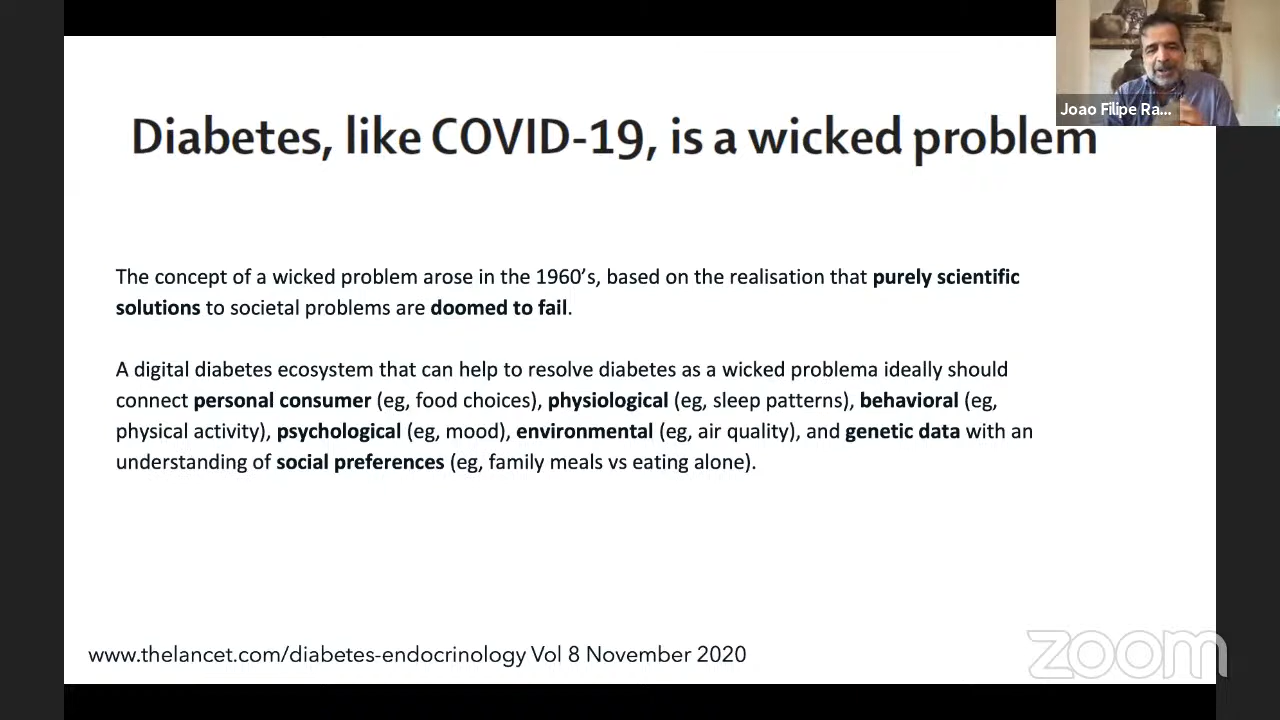 Joao Filipe Ra...
Diabetes, like COVID-19, is a wicked problem
The concept of a wicked problem arose in the 1960’s, based on the realisation that purely scientific
solutions to societal problems are doomed to fail.
A digital diabetes ecosystem that can help to resolve diabetes as a wicked problema ideally should
connect personal consumer (eg, food choices), physiological (eg, sleep patterns), behavioral (eg,
physical activity), psychological (eg, mood), environmental (eg, air quality), and genetic data with an
understanding of social preferences (eg, family meals vs eating alone).
www.thelancet.com/diabetes-endocrinology Vol 8 November 2020
zoom